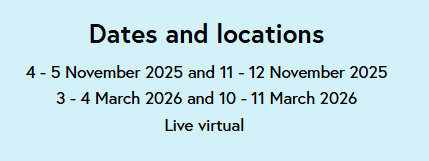 Dates and locations
4 - 5 November 2025 and 11 - 12 November 2025
3 - 4 March 2026 and 10 - 11 March 2026
Live virtual